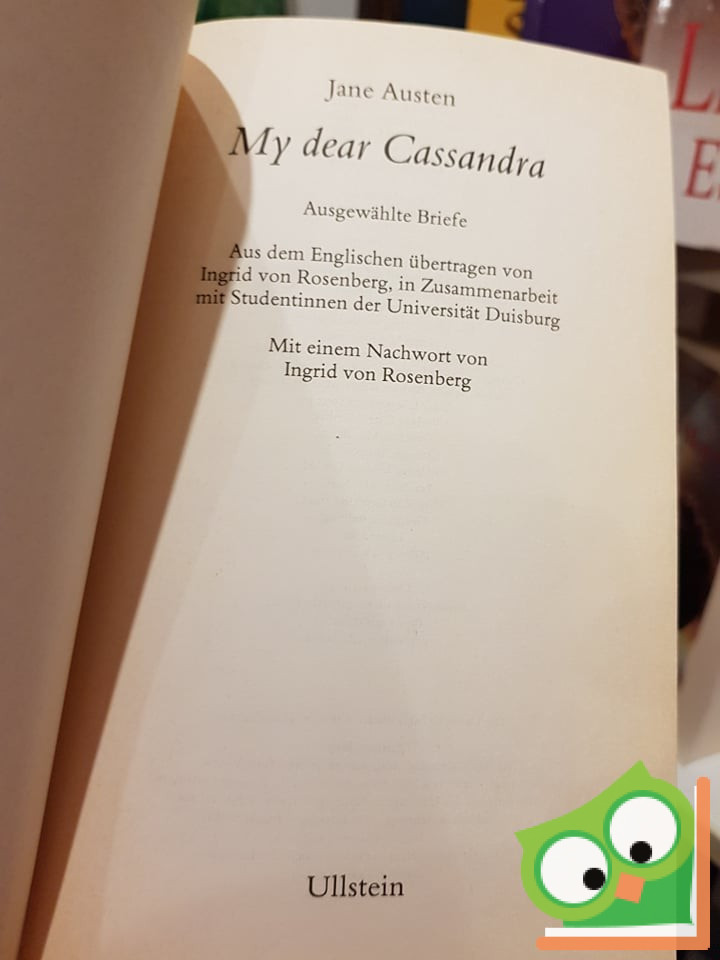 Jane Austen
My dear Cassandra
Ausgewählte Briefe
Aus dem Englischen übertragen von
Ingrid von Rosenberg, in Zusammenarbeit
mit Studentinnen der Universität Duisburg
Mit einem Nachwort von
Ingrid von Rosenberg
Ullstein